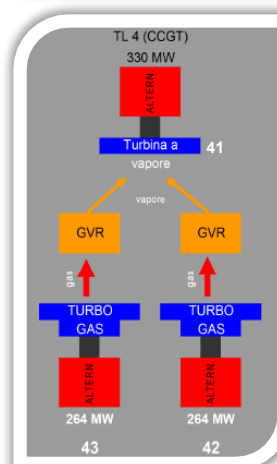 TL 4 (CCGT)
330 MW
ALTERN.
Turbina a
41
vapore
vapore
GVR
GVR
gas
gas
TURBO
GAS
TURBO
GAS
ALTERN.
ALTERN.
264 MW
264 MW
43
42